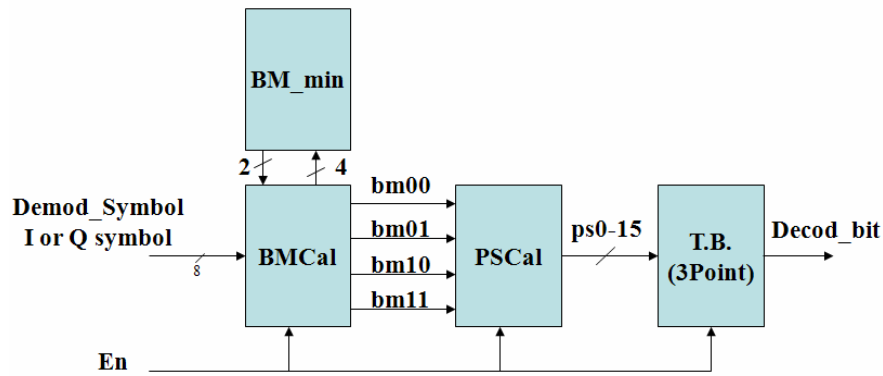 BM_min
2
4
bm00
Demod_Symbol
I or Q symbol
8
BMCal
bm01
bm10
bm11
PSCal
ps0-15
T.B.
(3Point)
Decod_bit
En